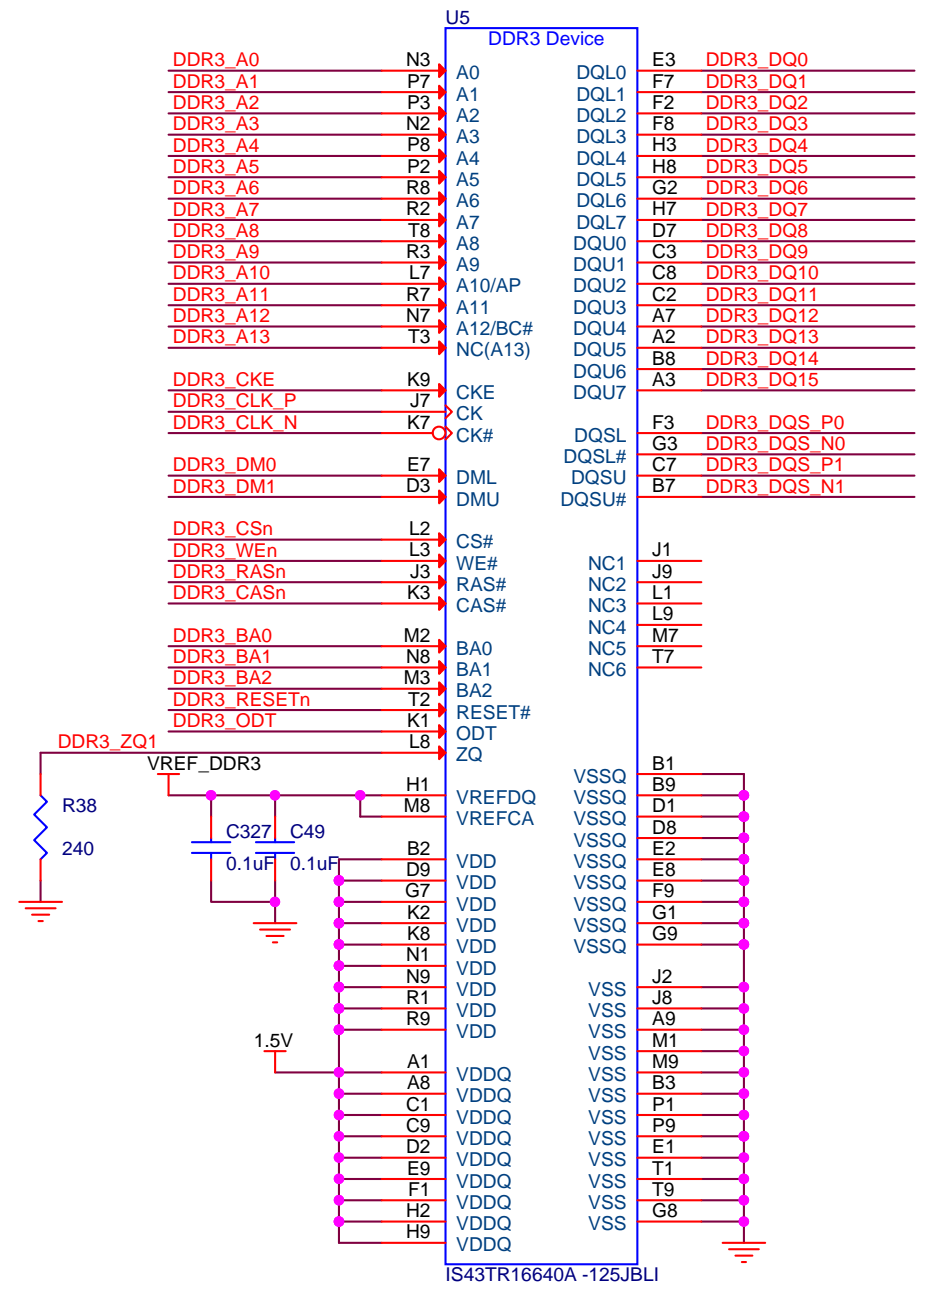 U5
DDR3 Device
DDR3_A0 N3 A0 DQL0 E3 DDR3_DQ0
DDR3_A1 P7 A1 DQL1 F7 DDR3_DQ1
DDR3_A2 P3 A2 DQL2 F2 DDR3_DQ2
DDR3_A3 N2 A3 DQL3 F8 DDR3_DQ3
DDR3_A4 P8 A4 DQL4 H3 DDR3_DQ4
DDR3_A5 P2 A5 DQL5 H8 DDR3_DQ5
DDR3_A6 R8 A6 DQL6 G2 DDR3_DQ6
DDR3_A7 R2 A7 DQL7 H7 DDR3_DQ7
DDR3_A8 T8 A8 DQU0 D7 DDR3_DQ8
DDR3_A9 R3 A9 DQU1 C3 DDR3_DQ9
DDR3_A10 L7 A10/AP DQU2 C8 DDR3_DQ10
DDR3_A11 R7 A11 DQU3 C2 DDR3_DQ11
DDR3_A12 N7 A12/BC# DQU4 A7 DDR3_DQ12
DDR3_A13 T3 NC(A13) DQU5 A2 DDR3_DQ13
DQU6 B8 DDR3_DQ14
DDR3_CKE K9 CKE DQU7 A3 DDR3_DQ15
DDR3_CLK_P J7 CK
DDR3_CLK_N K7 CK# DQSL F3 DDR3_DQS_P0
DQSL# G3 DDR3_DQS_N0
DDR3_DM0 E7 DML DQSU C7 DDR3_DQS_P1
DDR3_DM1 D3 DMU DQSU# B7 DDR3_DQS_N1
DDR3_CSn L2 CS#
DDR3_WEn L3 WE# NC1 J1
DDR3_RASn J3 RAS# NC2 J9
DDR3_CASn K3 CAS# NC3 L1
NC4 L9
DDR3_BA0 M2 BA0 NC5 M7
DDR3_BA1 N8 BA1 NC6 T7
DDR3_BA2 M3 BA2
DDR3_RESETn T2 RESET#
DDR3_ODT K1 ODT
DDR3_ZQ1 L8 ZQ
VREF_DDR3 VSSQ B1
R38 H1 VREFDQ VSSQ B9
M8 VREFCA VSSQ D1
240 C327 C49 VSSQ D8
0.1uF 0.1uF B2 VDD VSSQ E2
D9 VDD VSSQ E8
G7 VDD VSSQ F9
K2 VDD VSSQ G1
K8 VDD VSSQ G9
N1 VDD
N9 VDD VSS J2
R1 VDD VSS J8
R9 VDD VSS A9
1.5V VSS M1
A1 VDDQ VSS M9
A8 VDDQ VSS B3
C1 VDDQ VSS P1
C9 VDDQ VSS P9
D2 VDDQ VSS E1
E9 VDDQ VSS T1
F1 VDDQ VSS T9
H2 VDDQ VSS G8
H9 VDDQ
IS43TR16640A -125JBLI